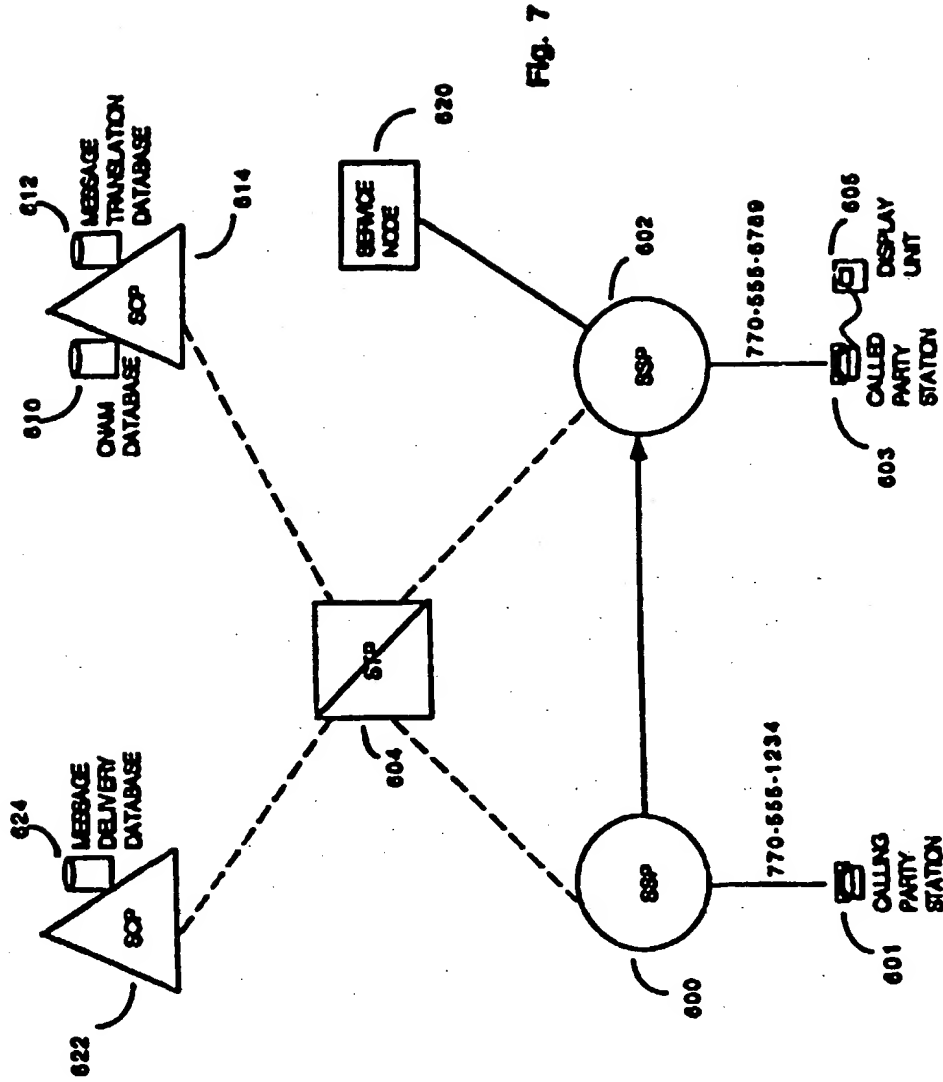 624
MESSAGE
DELIVERY
DATABASE
SCP
622
612
MESSAGE
TRANSLATION
DATABASE
610
CNAM
DATABASE
SCP
614
STP
604
SERVICE
NODE
620
SSP
600
SSP
602
770-555-1234
770-555-6789
601
CALLING
PARTY
STATION
603
CALLED
PARTY
STATION
605
DISPLAY
UNIT
Fig. 7